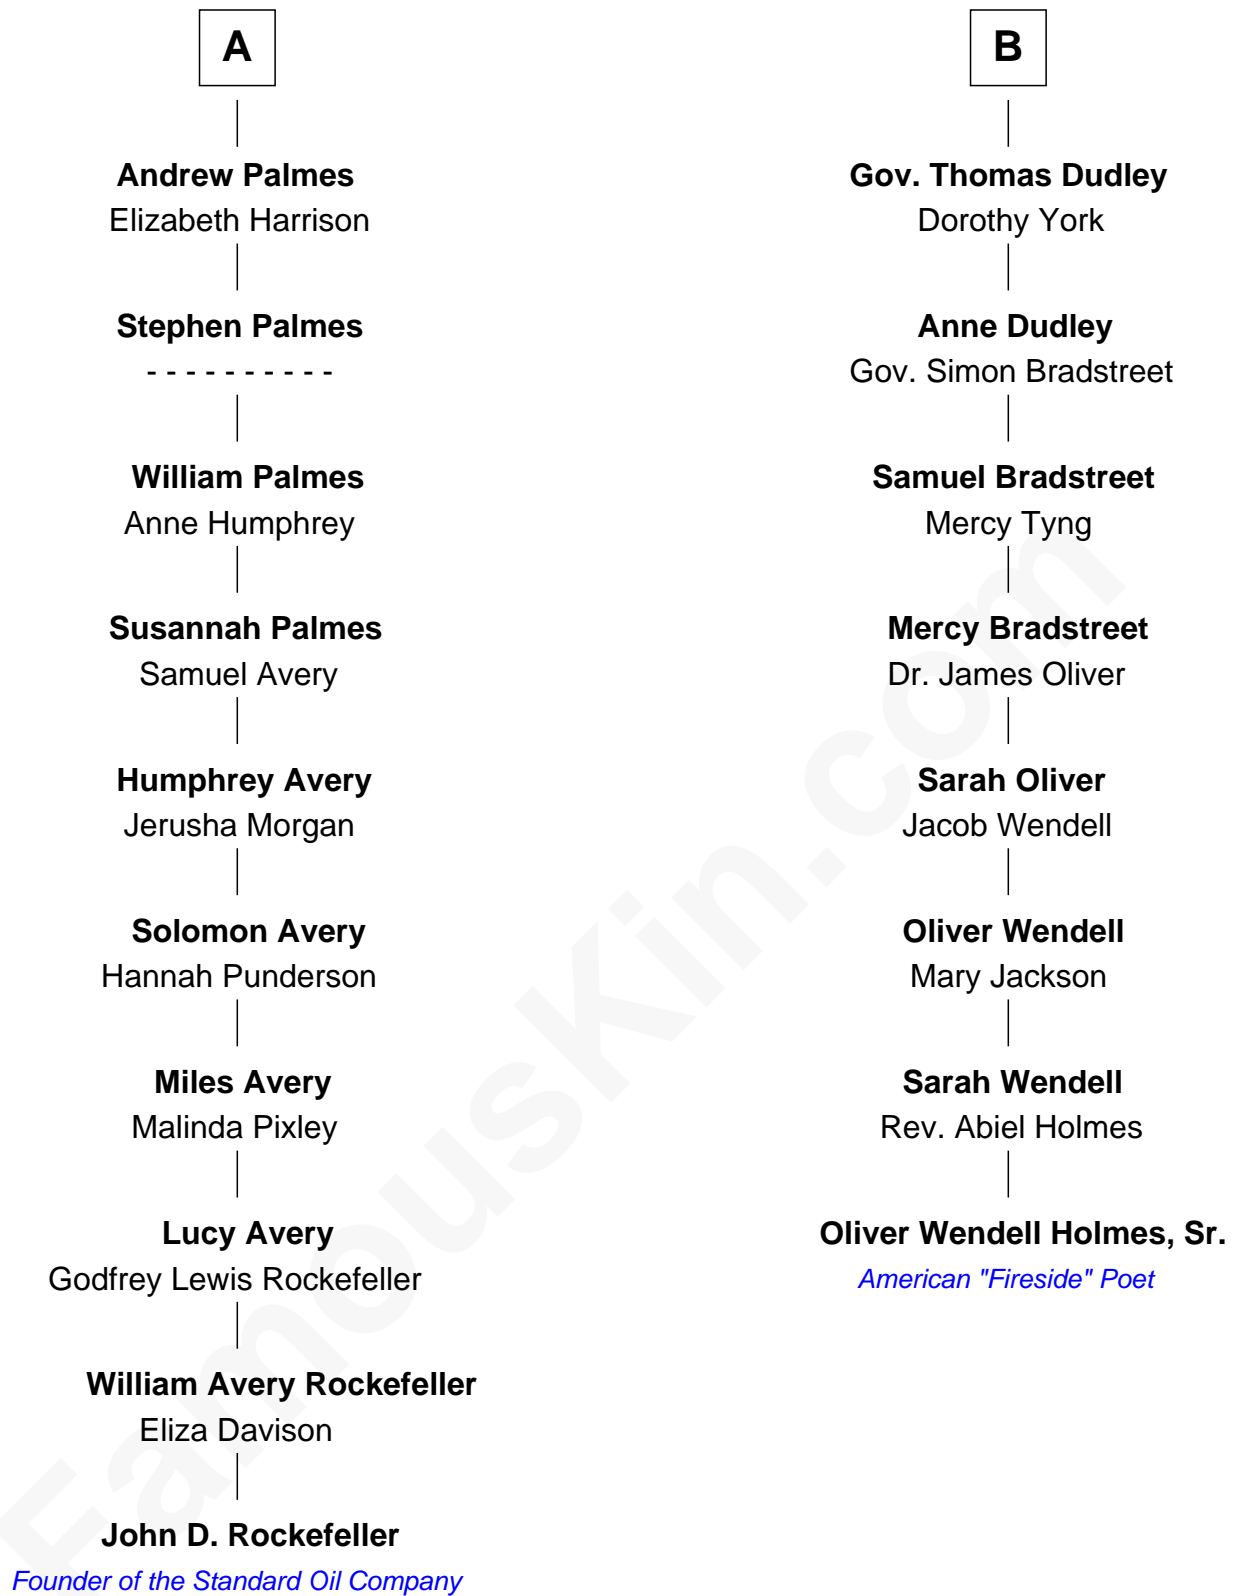 A
Andrew Palmes
Elizabeth Harrison
Stephen Palmes
- - - - - - - - - -
William Palmes
Anne Humphrey
Susannah Palmes
Samuel Avery
Humphrey Avery
Jerusha Morgan
Solomon Avery
Hannah Punderson
Miles Avery
Malinda Pixley
Lucy Avery
Godfrey Lewis Rockefeller
William Avery Rockefeller
Eliza Davison
John D. Rockefeller
Founder of the Standard Oil Company
B
Gov. Thomas Dudley
Dorothy York
Anne Dudley
Gov. Simon Bradstreet
Samuel Bradstreet
Mercy Tyng
Mercy Bradstreet
Dr. James Oliver
Sarah Oliver
Jacob Wendell
Oliver Wendell
Mary Jackson
Sarah Wendell
Rev. Abiel Holmes
Oliver Wendell Holmes, Sr.
American "Fireside" Poet
FamousKin.com